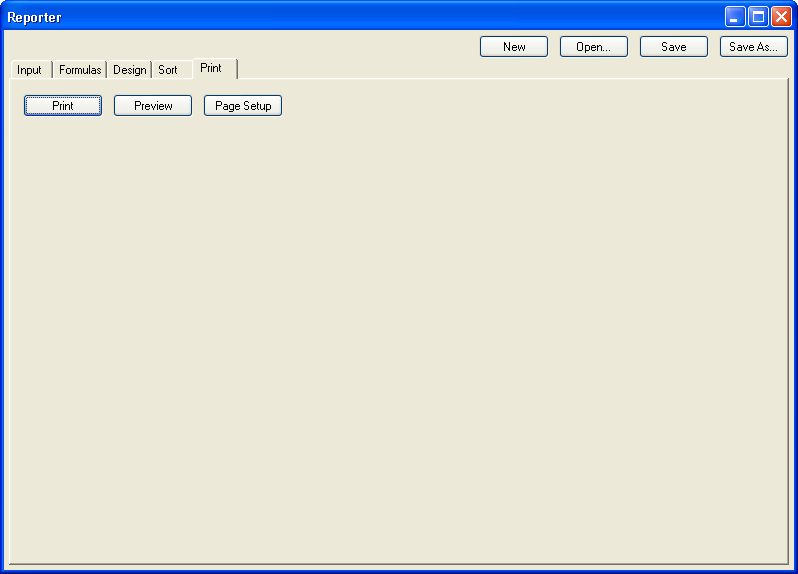 Reporter
New Open... Save Save As...
Input Formulas Design Sort Print
Print Preview Page Setup